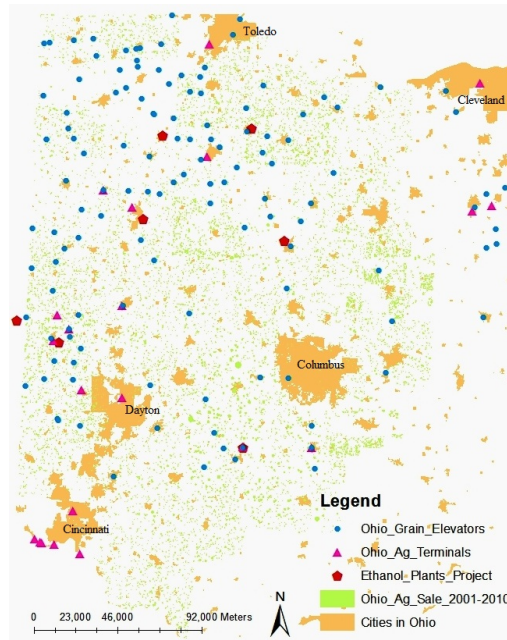 Toledo
Cleveland
Columbus
Dayton
Cincinnati
Legend
Ohio_Grain_Elevators
Ohio_Ag_Terminals
Ethanol_Plants_Project
Ohio_Ag_Sale_2001-2010
Cities in Ohio
N
0 23,000 46,000 92,000 Meters